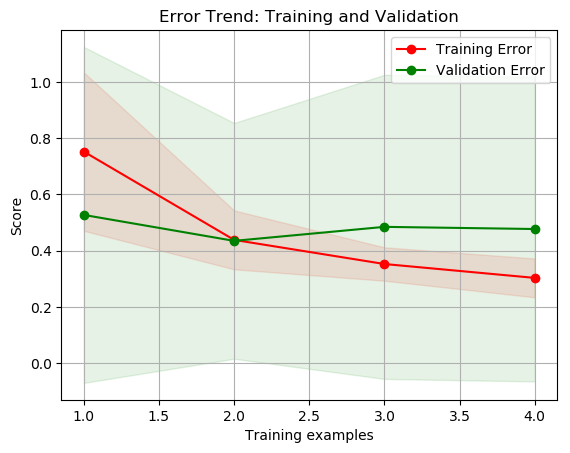 Error Trend: Training and Validation
Training Error
Validation Error
Score
1.0
0.8
0.6
0.4
0.2
0.0
1.0 1.5 2.0 2.5 3.0 3.5 4.0
Training examples